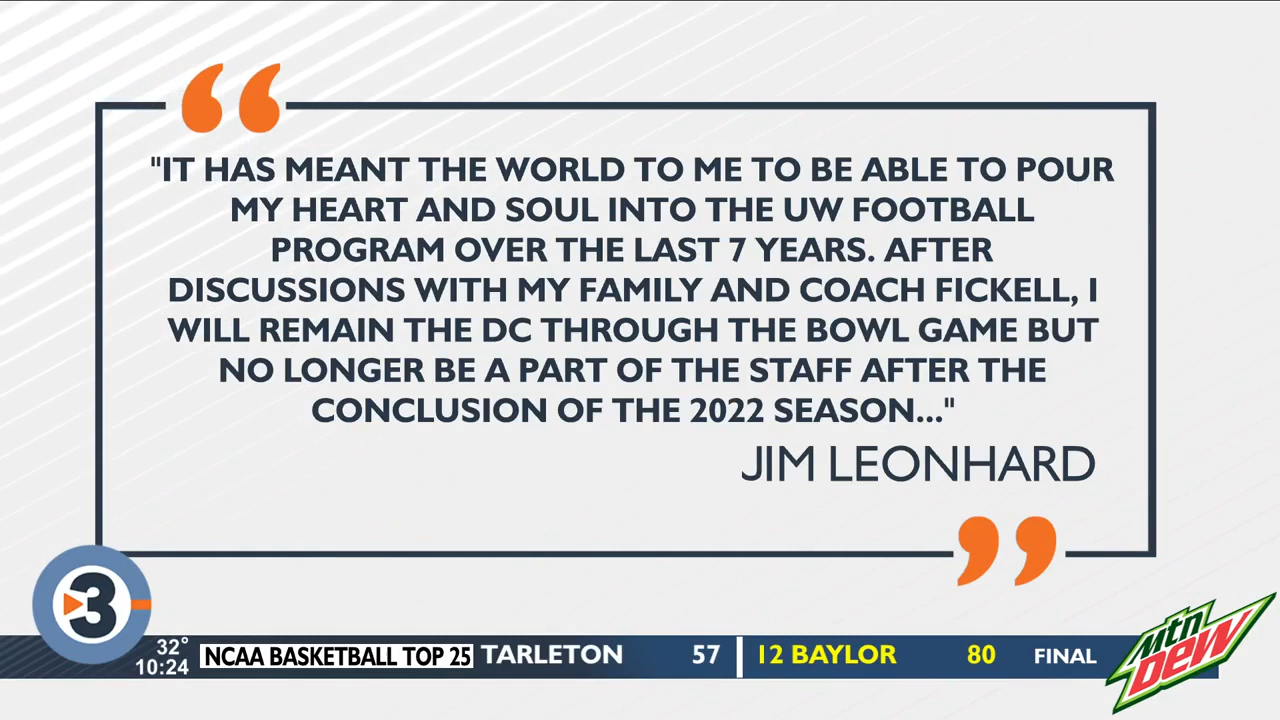 "IT HAS MEANT THE WORLD TO ME TO BE ABLE TO POUR
MY HEART AND SOUL INTO THE UW FOOTBALL
PROGRAM OVER THE LAST 7 YEARS. AFTER
DISCUSSIONS WITH MY FAMILY AND COACH FICKELL, I
WILL REMAIN THE DC THROUGH THE BOWL GAME BUT
NO LONGER BE A PART OF THE STAFF AFTER THE
CONCLUSION OF THE 2022 SEASON..."
JIM LEONHARD
3
32°
10:24
NCAA BASKETBALL TOP 25 TARLETON 57 12 BAYLOR 80 FINAL
Mtn
DEW